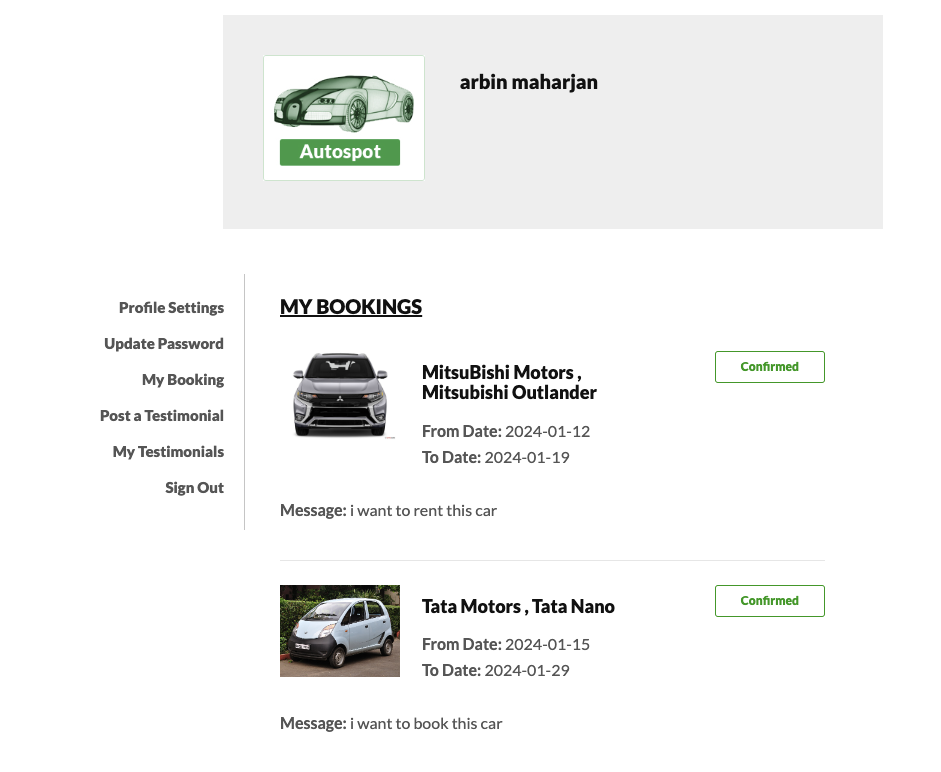 Autospot
arbin maharjan
Profile Settings
Update Password
My Booking
Post a Testimonial
My Testimonials
Sign Out
MY BOOKINGS
MitsuBishi Motors ,
Mitsubishi Outlander
Confirmed
From Date: 2024-01-12
To Date: 2024-01-19
Message: i want to rent this car
Tata Motors , Tata Nano
Confirmed
From Date: 2024-01-15
To Date: 2024-01-29
Message: i want to book this car